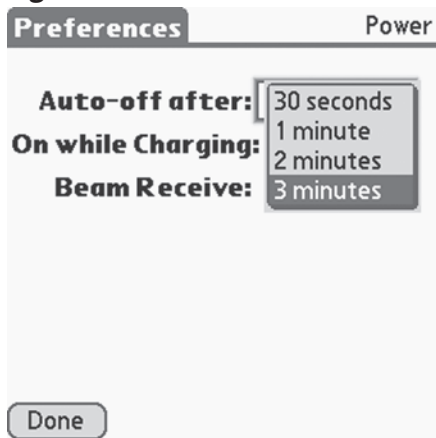 Preferences Power
Auto-off after: 30 seconds
1 minute
On while Charging:
2 minutes
Beam Receive: 3 minutes
Done